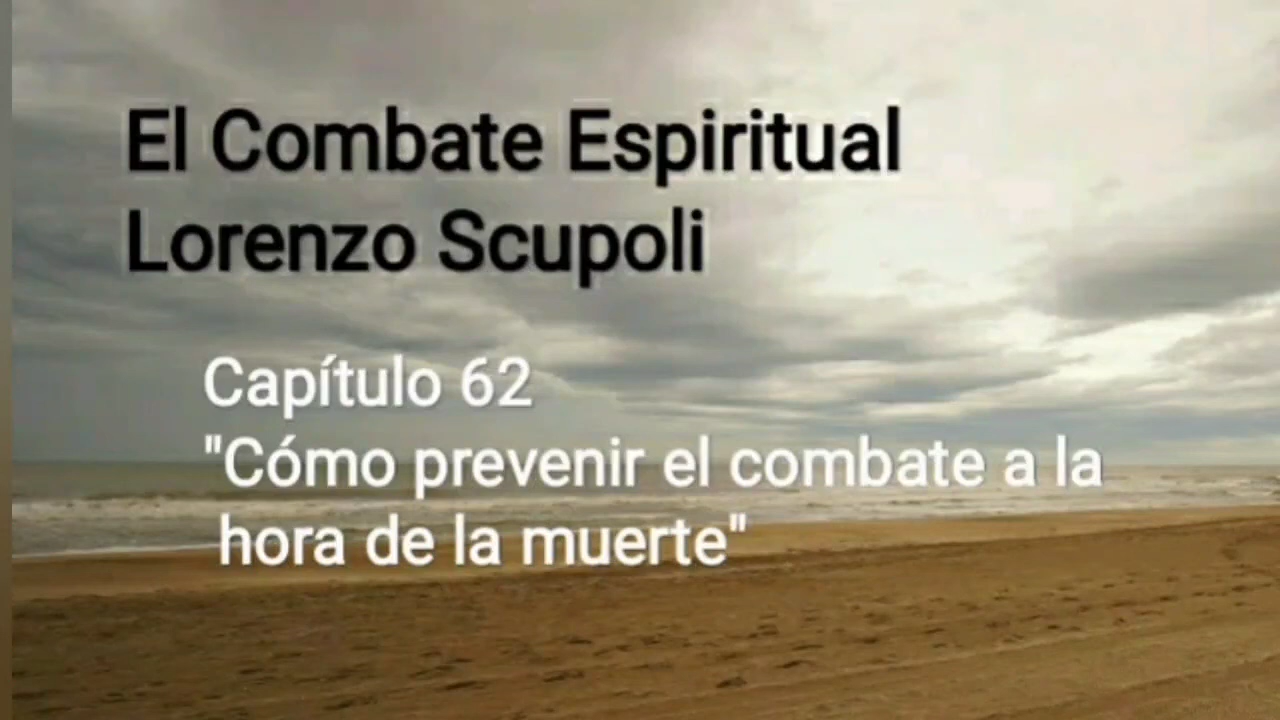 El Combate Espiritual
Lorenzo Scupoli
Capítulo 62
"Cómo prevenir el combate a la
hora de la muerte"